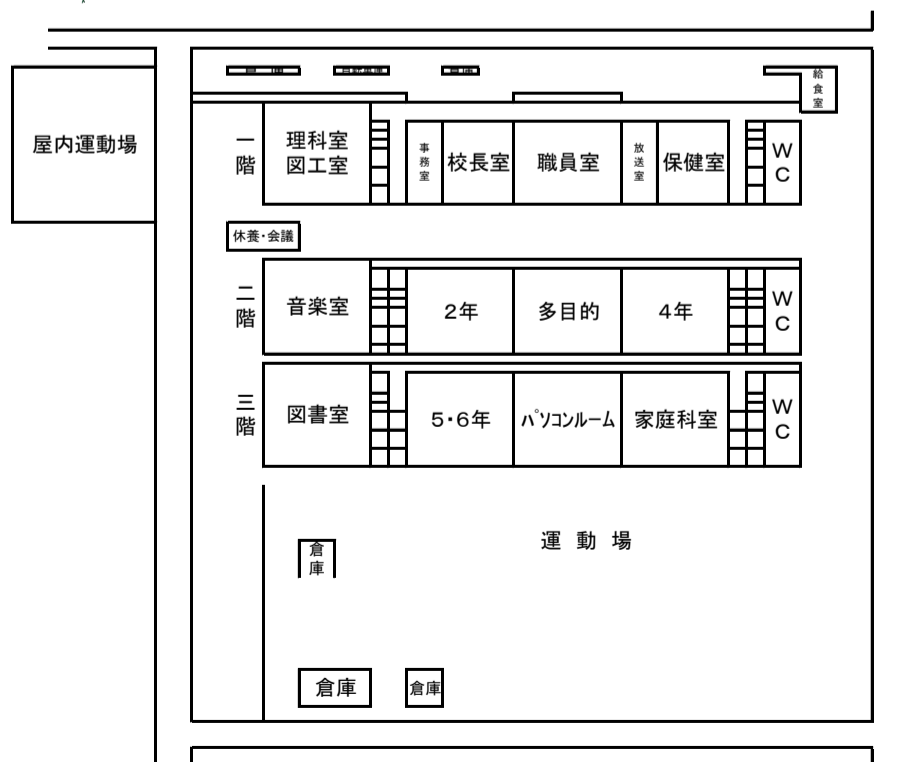 給食室
屋内運動場
一階
理科室
図工室
事務室
校長室
職員室
放送室
保健室
WC
休養・会議
二階
音楽室
2年
多目的
4年
WC
三階
図書室
5・6年
パソコンルーム
家庭科室
WC
運動場
倉庫
倉庫
倉庫